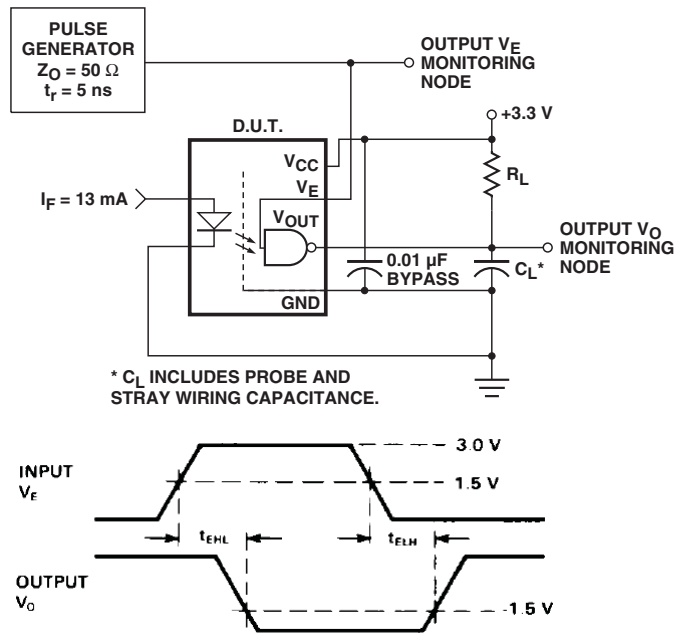 PULSE
GENERATOR
Z_O = 50 Ω
t_r = 5 ns
OUTPUT V_E
MONITORING
NODE
+3.3 V
D.U.T.
V_CC
V_E
R_L
I_F = 13 mA
V_OUT
OUTPUT V_O
MONITORING
NODE
0.01 µF
BYPASS
C_L*
GND
* C_L INCLUDES PROBE AND
STRAY WIRING CAPACITANCE.
3.0 V
INPUT
V_E
1.5 V
t_EHL
t_ELH
OUTPUT
V_O
1.5 V